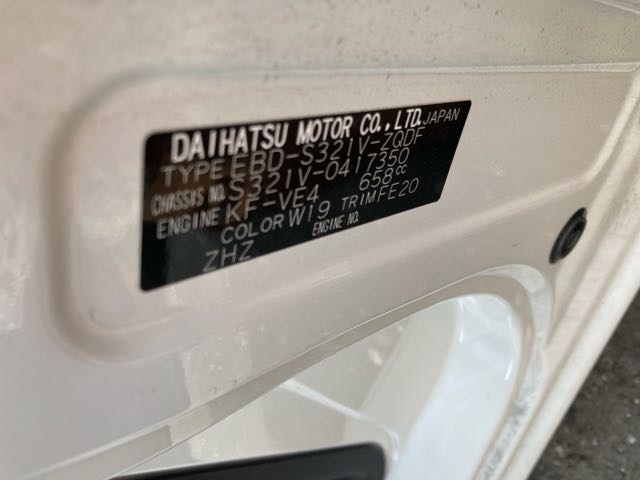 DAIHATSU MOTOR CO.,LTD. JAPAN
TYPE EBD-S321V-ZQDF
CHASSIS NO. S321V-0417350
ENGINE KF-VE4 658cc
COLOR W19 TRIM FE20
ENGINE NO.
ZHZ